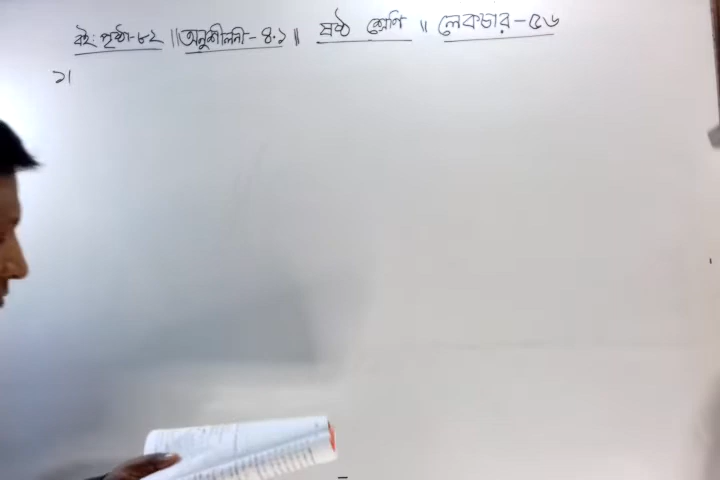 বই: পৃষ্ঠা-৮২ || অনুশীলনী-৪.১ || ষষ্ঠ শ্রেণি || লেকচার-৫৬
১।